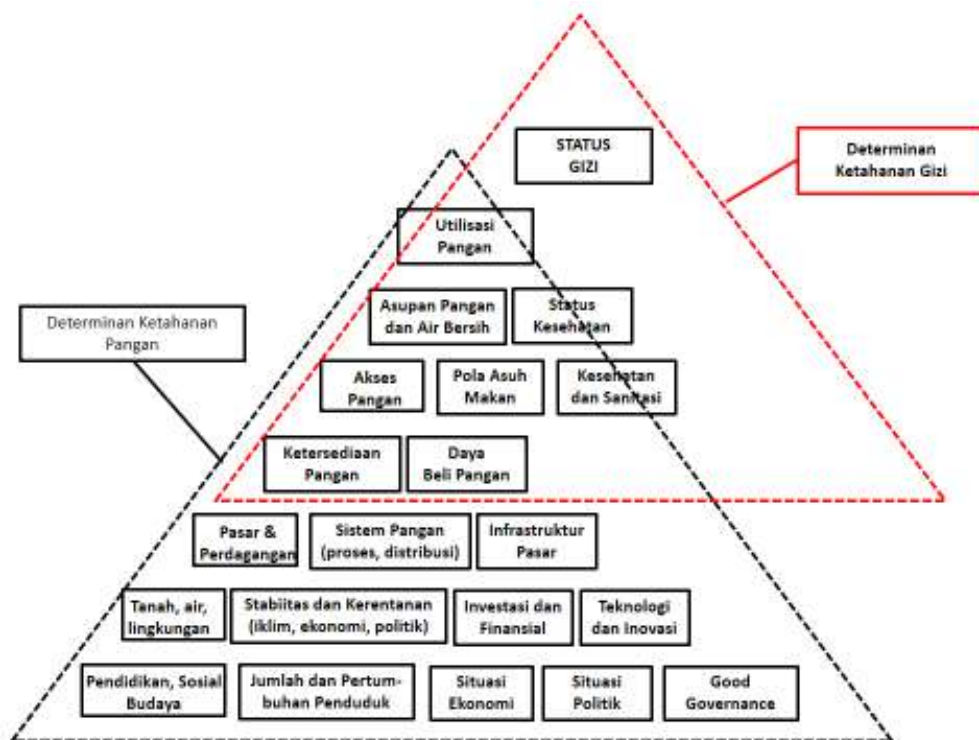 STATUS
GIZI
Determinan
Ketahanan Gizi
Utilisasi
Pangan
Determinan Ketahanan
Pangan
Asupan Pangan
dan Air Bersih
Status
Kesehatan
Akses
Pangan
Pola Asuh
Makan
Kesehatan
dan Sanitasi
Ketersediaan
Pangan
Daya
Beli Pangan
Pasar &
Perdagangan
Sistem Pangan
(proses, distribusi)
Infrastruktur
Pasar
Tanah, air,
lingkungan
Stabiitas dan Kerentanan
(iklim, ekonomi, politik)
Investasi dan
Finansial
Teknologi
dan Inovasi
Pendidikan, Sosial
Budaya
Jumlah dan Pertum-
buhan Penduduk
Situasi
Ekonomi
Situasi
Politik
Good
Governance